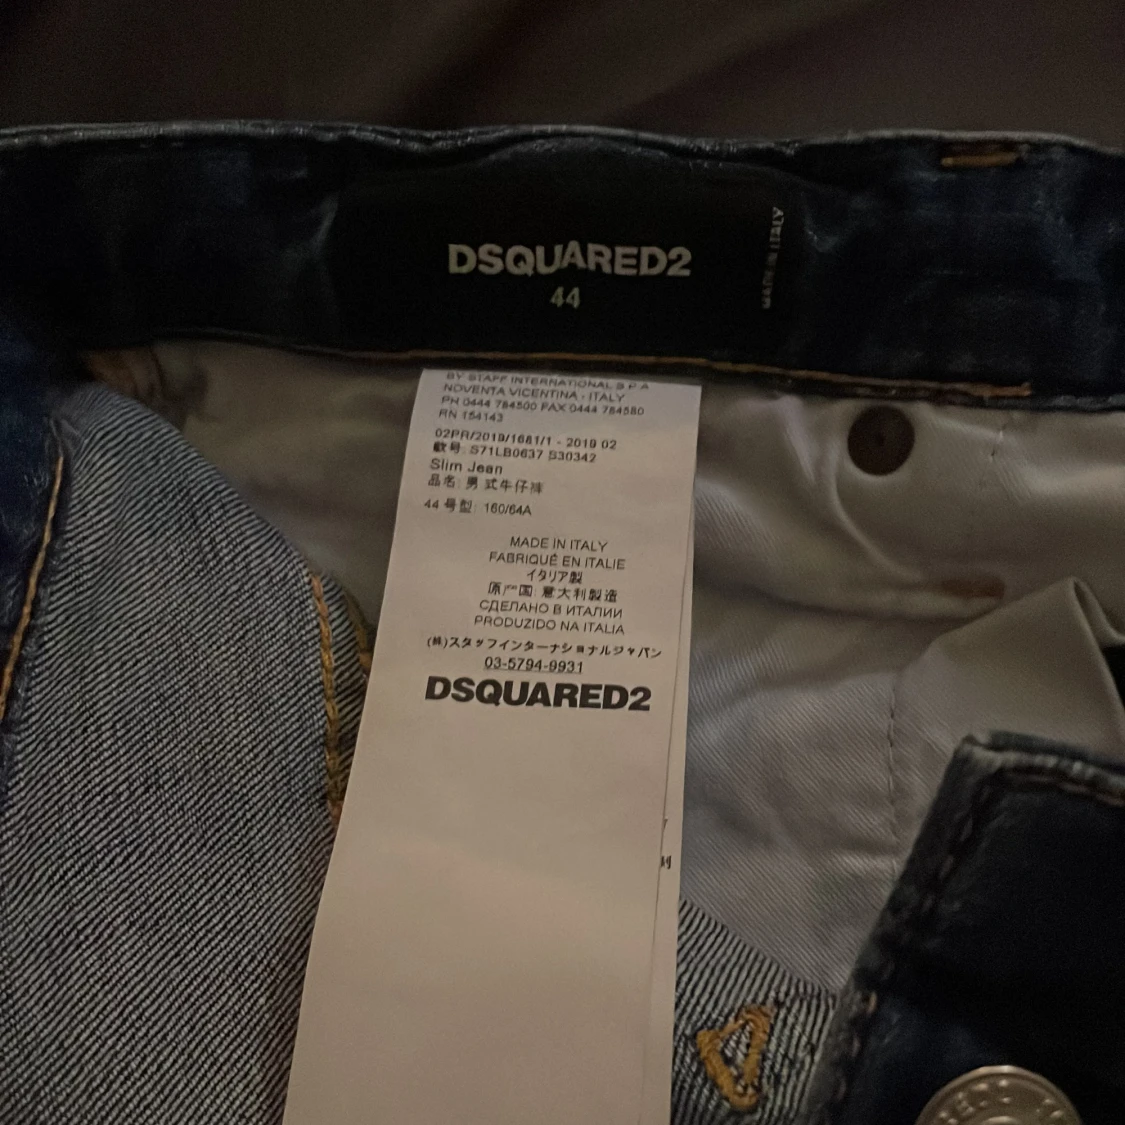 DSQUARED2
44
MADE IN ITALY
BY STAFF INTERNATIONAL S.P.A
NOVENTA VICENTINA - ITALY
PH 0444 784500 FAX 0444 784580
RN 154143
02PR/2019/1681/1 - 2019 02
款号: S71LB0637 S30342
Slim Jean
品名: 男式牛仔裤
44 号型: 160/64A
MADE IN ITALY
FABRIQUÉ EN ITALIE
イタリア製
原产国: 意大利製造
СДЕЛАНО В ИТАЛИИ
PRODUZIDO NA ITALIA
(株)スタッフインターナショナルジャパン
03-5794-9931
DSQUARED2